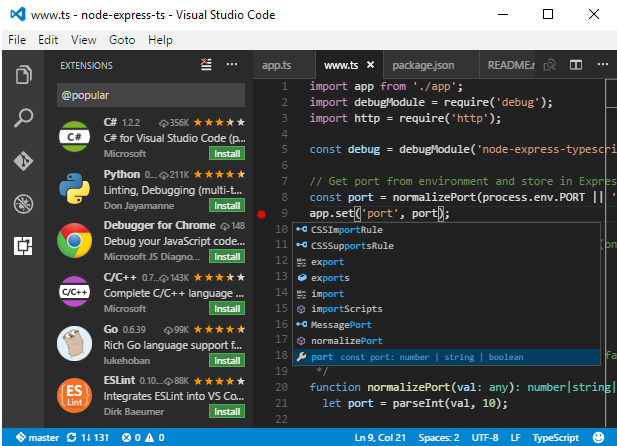 www.ts - node-express-ts - Visual Studio Code
File Edit View Goto Help
EXTENSIONS
@popular
C# 1.2.2 356K
C# for Visual Studio Code (p...
Microsoft Install
Python 0.... 211K
Linting, Debugging (multi-t...
Don Jayamanne Install
Debugger for Chrome 148
Debug your JavaScript code...
Microsoft JS Diagno... Install
C/C++ 0.7... 143K
Complete C/C++ language ...
Microsoft Install
Go 0.6.39 99K
Rich Go language support f...
lukehoban Install
ESLint 0.10... 88K
Integrates ESLint into VS Co...
Dirk Baeumer Install
app.ts www.ts package.json README.m
1 import app from './app';
2 import debugModule = require('debug');
3 import http = require('http');
4
5 const debug = debugModule('node-express-typescri
6
7 // Get port from environment and store in Expres
8 const port = normalizePort(process.env.PORT || '
9 app.set('port', port);
10 CSSImportRule
11 CSSSupportsRule
12 export
13 exports
14 import
15 importScripts
16 MessagePort
17 normalizePort
18 port const port: number | string | boolean
19 */
20 function normalizePort(val: any): number|string|
21 let port = parseInt(val, 10);
22
master 1↓ 13↑ 0 0 Ln 9, Col 21 Spaces: 2 UTF-8 LF TypeScript